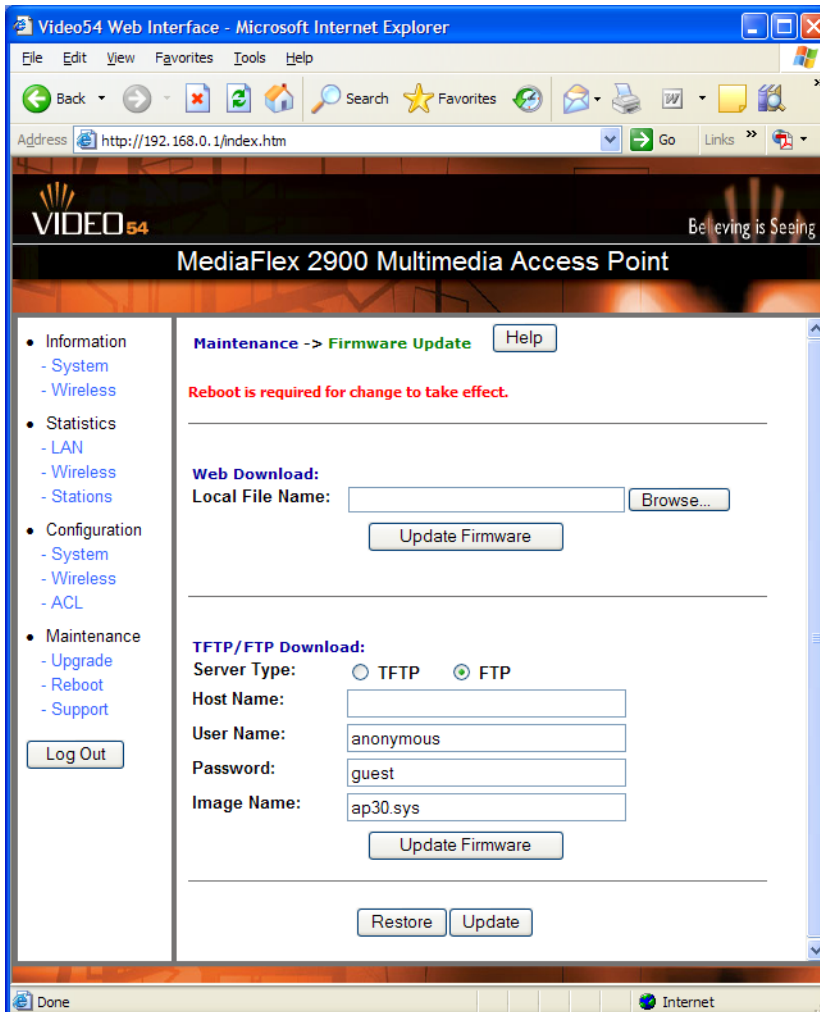 Video54 Web Interface - Microsoft Internet Explorer
File Edit View Favorites Tools Help
Back Search Favorites
Address http://192.168.0.1/index.htm Go Links »
VIDEO 54
Believing is Seeing
MediaFlex 2900 Multimedia Access Point
• Information
- System
- Wireless
• Statistics
- LAN
- Wireless
- Stations
• Configuration
- System
- Wireless
- ACL
• Maintenance
- Upgrade
- Reboot
- Support
Log Out
Maintenance -> Firmware Update Help
Reboot is required for change to take effect.
Web Download:
Local File Name: Browse...
Update Firmware
TFTP/FTP Download:
Server Type: TFTP FTP
Host Name:
User Name: anonymous
Password: guest
Image Name: ap30.sys
Update Firmware
Restore Update
Done Internet